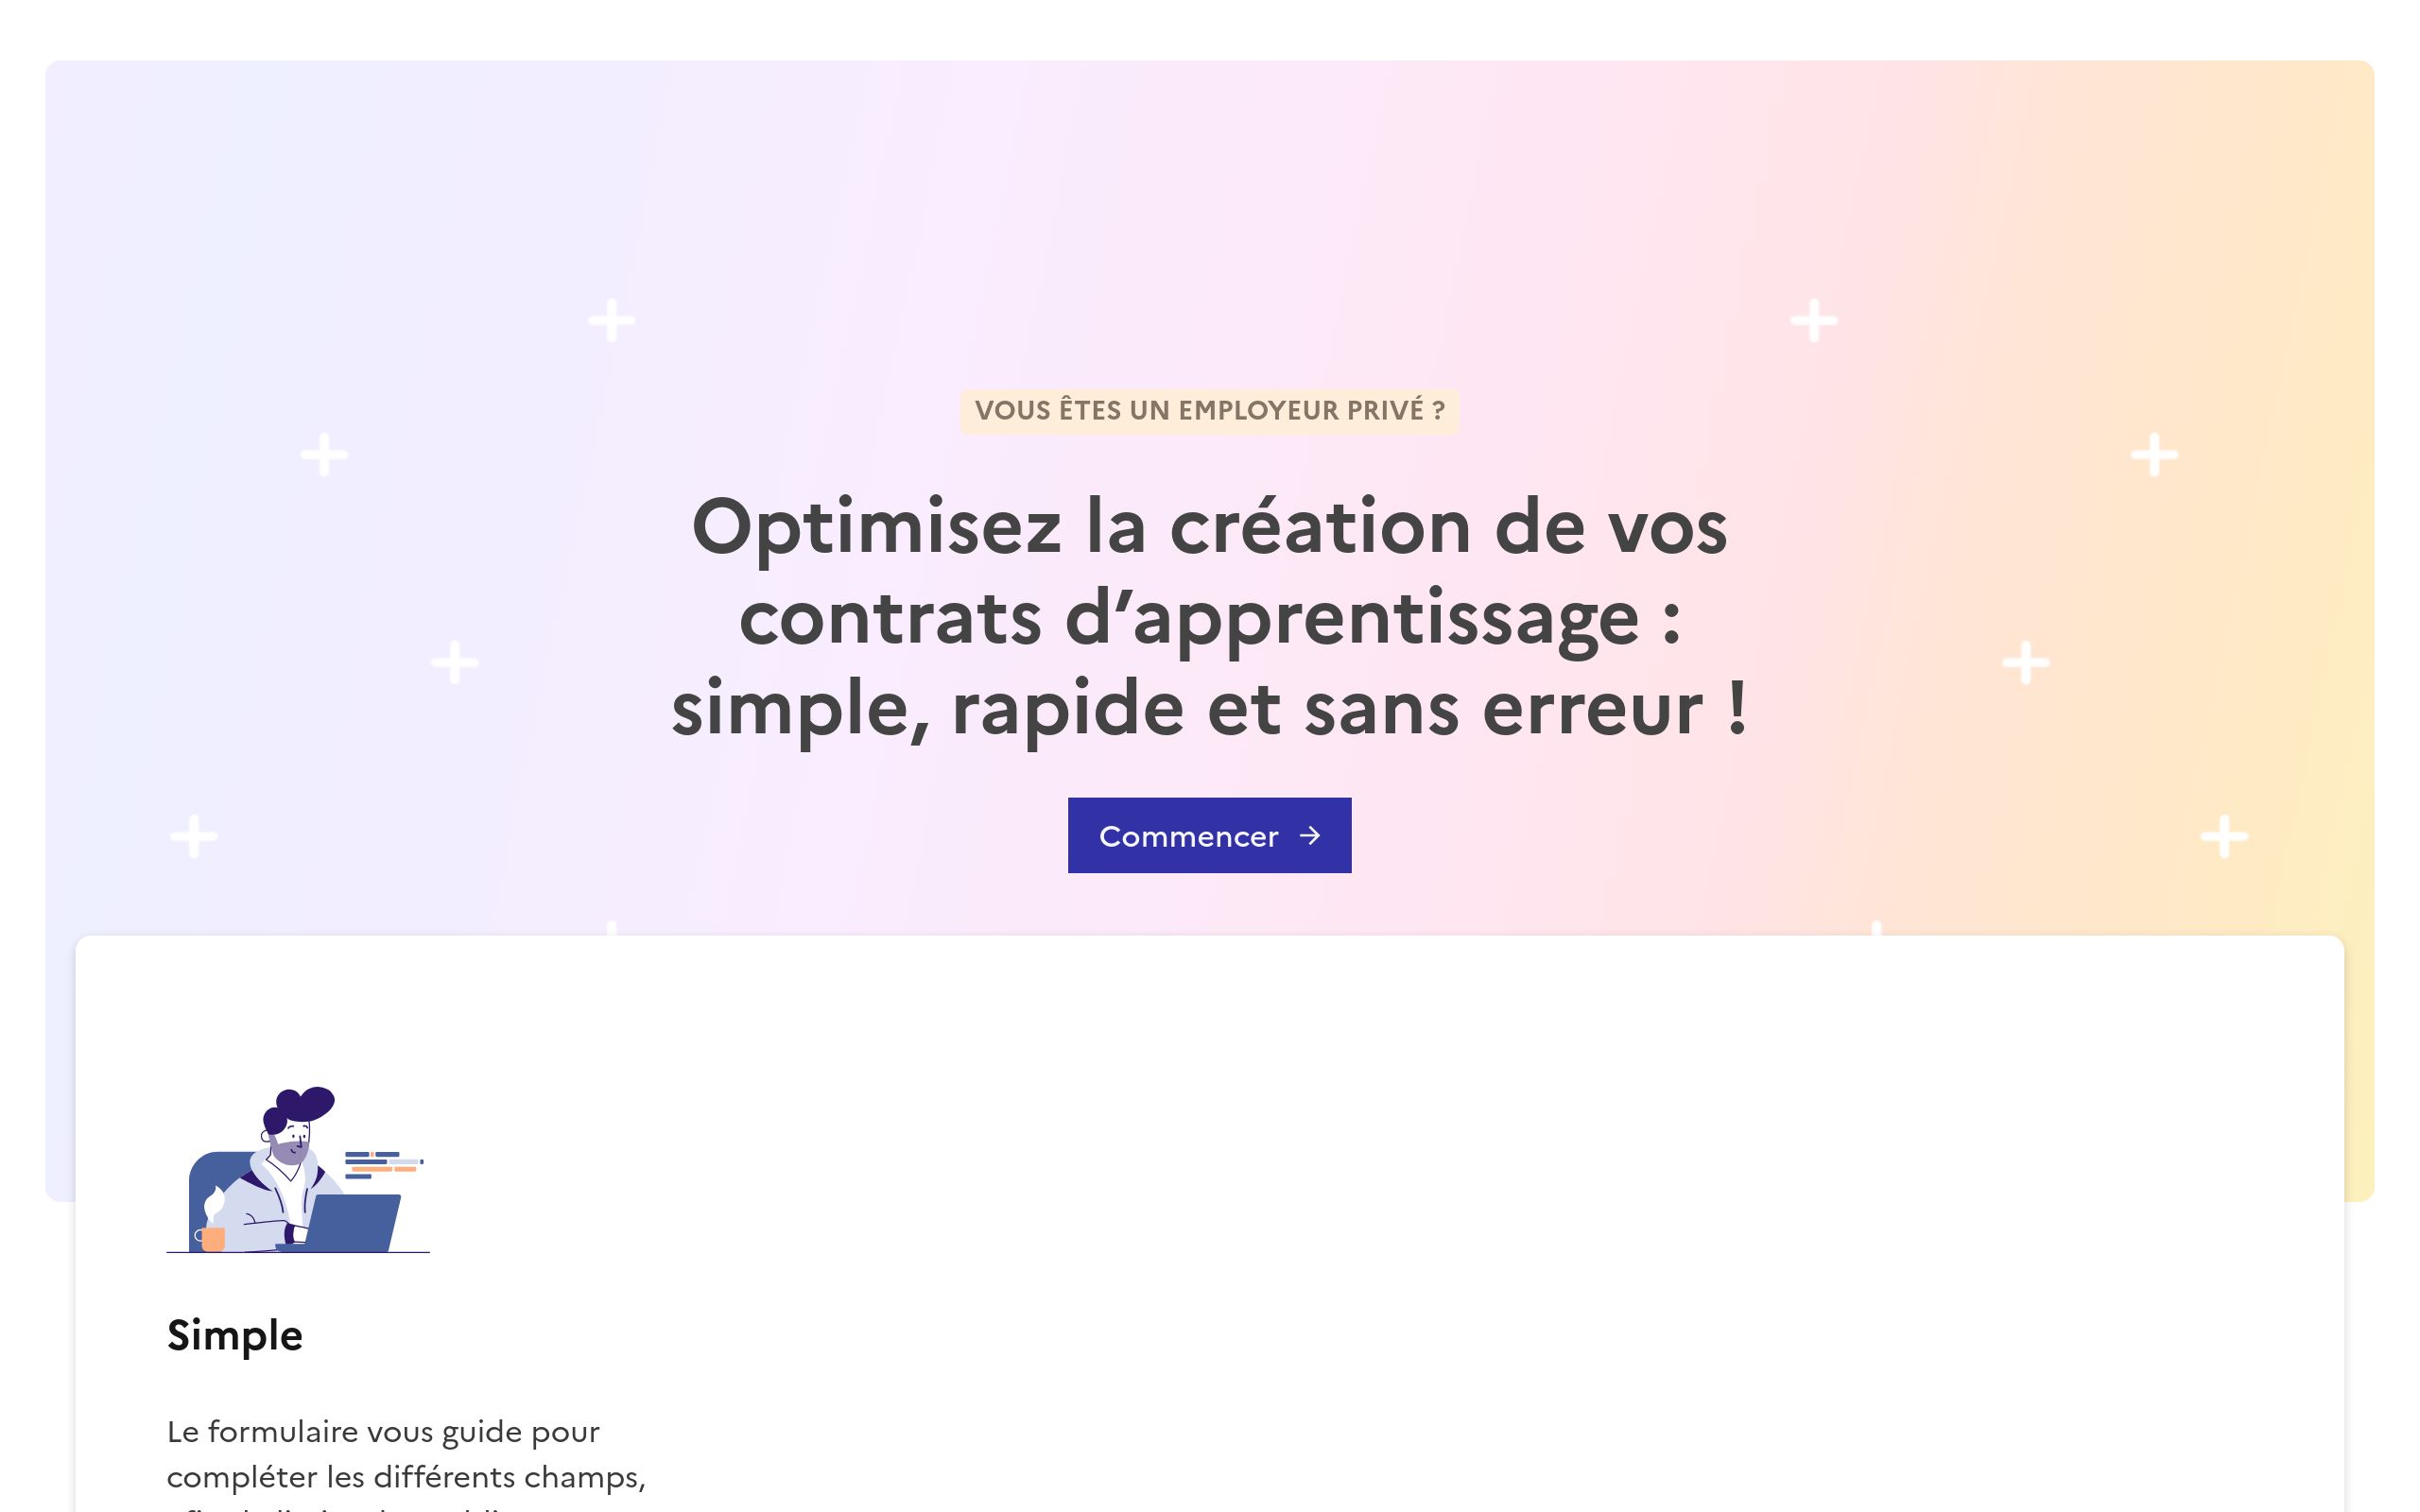 VOUS ÊTES UN EMPLOYEUR PRIVÉ ?
Optimisez la création de vos
contrats d’apprentissage :
simple, rapide et sans erreur !
Commencer →
Simple
Le formulaire vous guide pour
compléter les différents champs,